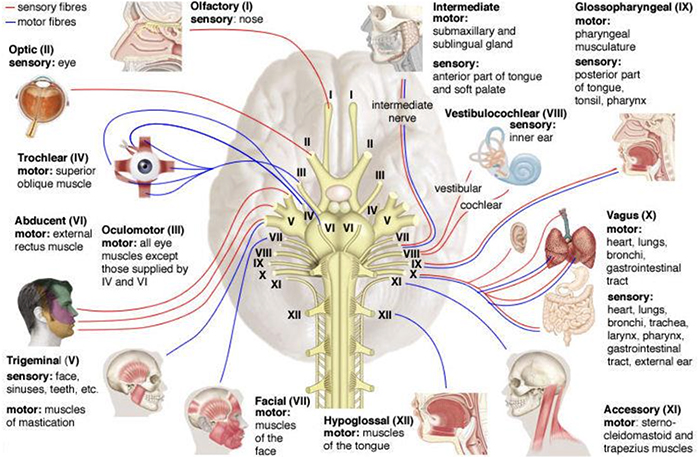 sensory fibres
motor fibres
Olfactory (I)
sensory: nose
Optic (II)
sensory: eye
Trochlear (IV)
motor: superior
oblique muscle
Abducent (VI)
motor: external
rectus muscle
Oculomotor (III)
motor: all eye
muscles except
those supplied by
IV and VI
Trigeminal (V)
sensory: face,
sinuses, teeth, etc.
motor: muscles
of mastication
Facial (VII)
motor:
muscles
of the
face
Hypoglossal (XII)
motor: muscles
of the tongue
Intermediate
motor:
submaxillary and
sublingual gland
sensory:
anterior part of tongue
and soft palate
intermediate
nerve
Vestibulocochlear (VIII)
sensory:
inner ear
vestibular
cochlear
Glossopharyngeal (IX)
motor:
pharyngeal
musculature
sensory:
posterior part
of tongue,
tonsil, pharynx
Vagus (X)
motor:
heart, lungs,
bronchi,
gastrointestinal
tract
sensory:
heart, lungs,
bronchi, trachea,
larynx, pharynx,
gastrointestinal
tract, external ear
Accessory (XI)
motor: sterno-
cleidomastoid and
trapezius muscles
I I
II II
III III
IV IV
V VI VI V
VII VII
VIII VIII
IX IX
X X
XI XI
XII XII